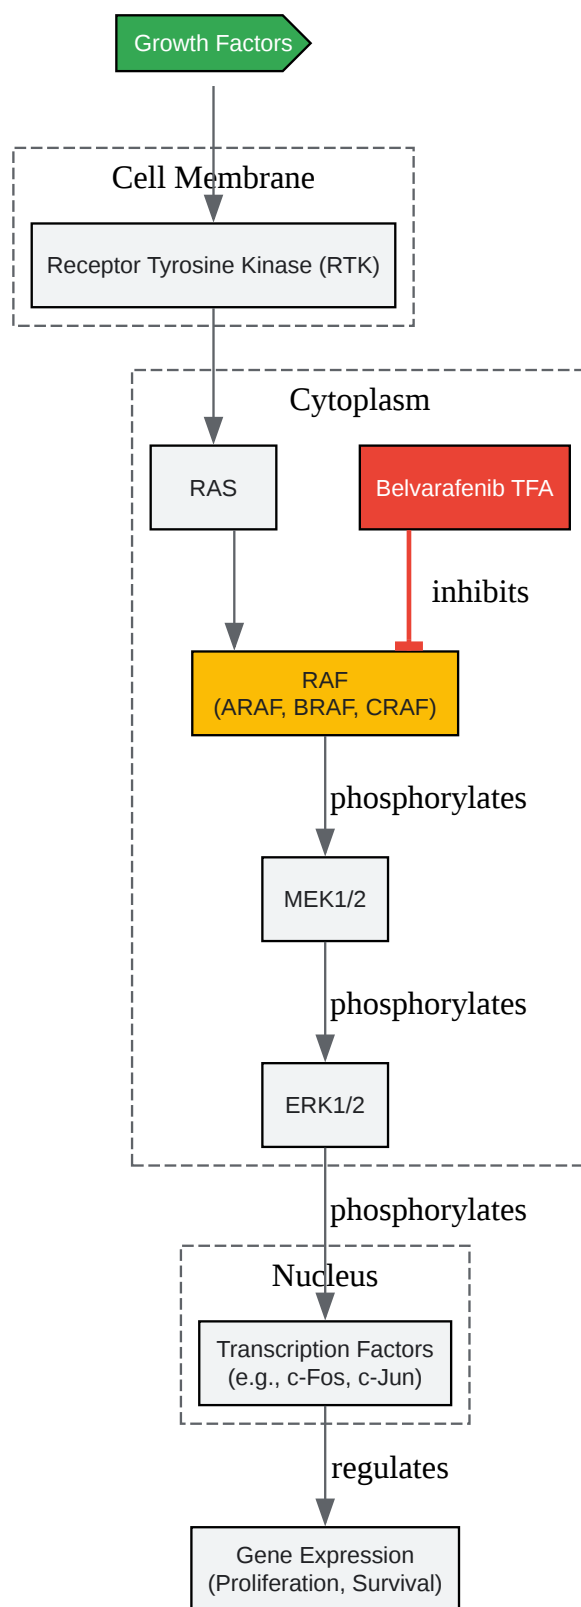 Growth Factors
Cell Membrane
Receptor Tyrosine Kinase (RTK)
Cytoplasm
RAS
Belvarafenib TFA
inhibits
RAF
(ARAF, BRAF, CRAF)
phosphorylates
MEK1/2
phosphorylates
ERK1/2
phosphorylates
Nucleus
Transcription Factors
(e.g., c-Fos, c-Jun)
regulates
Gene Expression
(Proliferation, Survival)